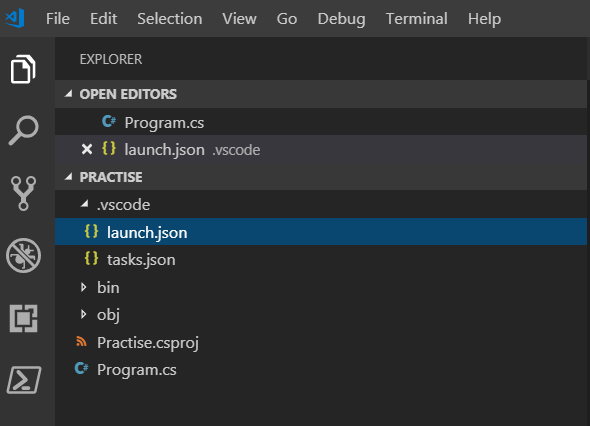 File Edit Selection View Go Debug Terminal Help
EXPLORER
OPEN EDITORS
C# Program.cs
{} launch.json .vscode
PRACTISE
.vscode
{} launch.json
{} tasks.json
bin
obj
Practise.csproj
C# Program.cs